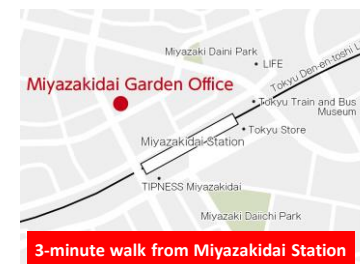 Miyazaki Daini Park
LIFE
Tokyu Den-en-toshi Li
Miyazakidai Garden Office
Tokyu Train and Bus
Museum
Tokyu Store
Miyazakidai Station
TIPNESS Miyazakidai
Miyazaki Daiichi Park
3-minute walk from Miyazakidai Station